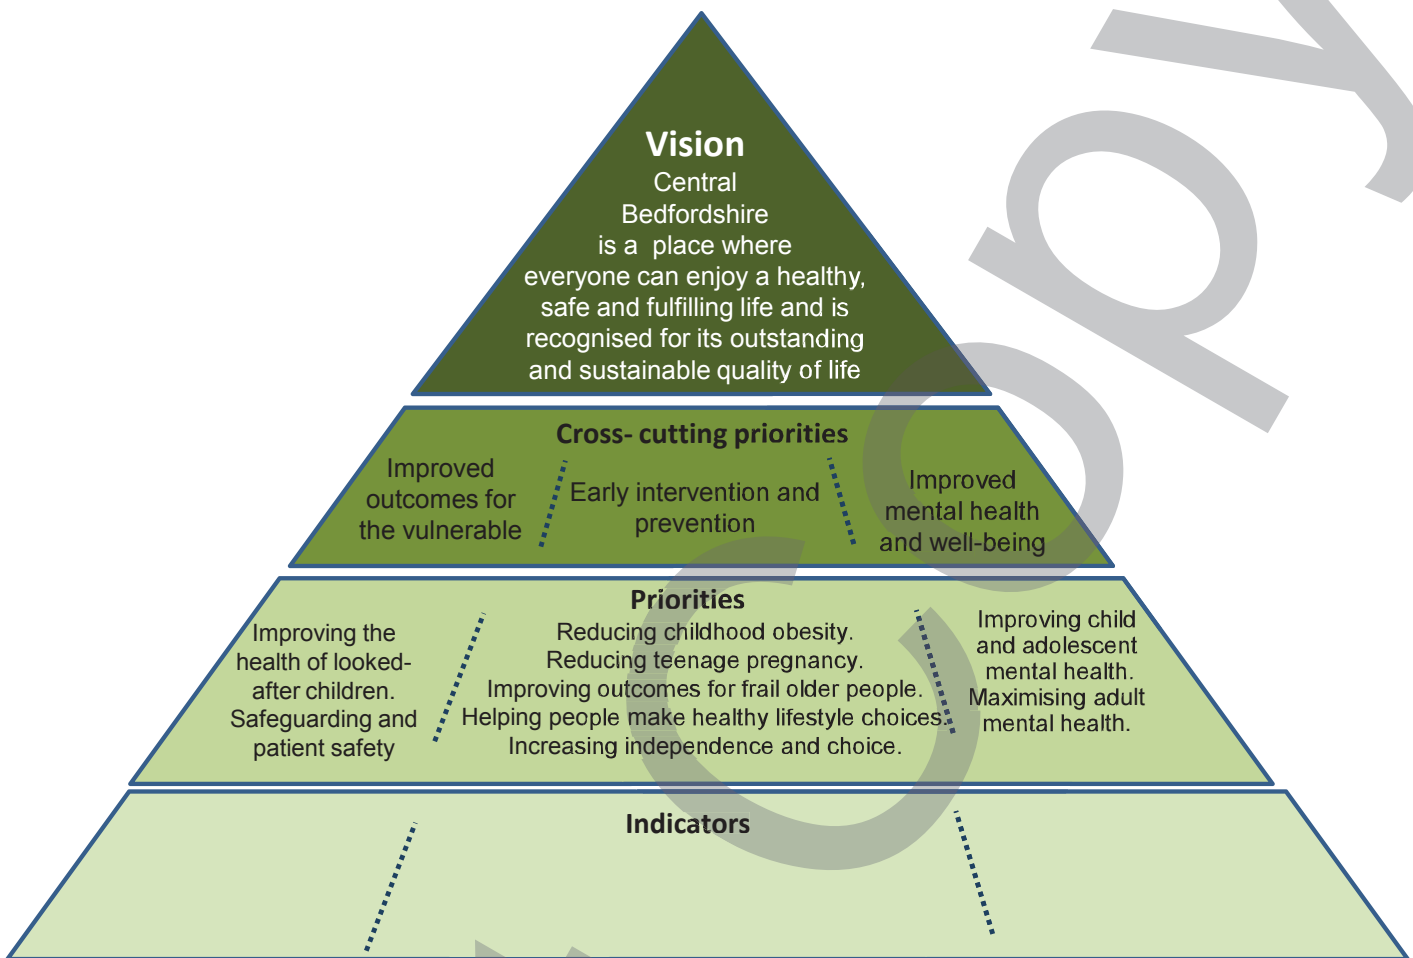 Vision
Central
Bedfordshire
is a place where
everyone can enjoy a healthy,
safe and fulfilling life and is
recognised for its outstanding
and sustainable quality of life
Cross- cutting priorities
Improved
outcomes for
the vulnerable
Early intervention and
prevention
Improved
mental health
and well-being
Priorities
Improving the
health of looked-
after children.
Safeguarding and
patient safety
Reducing childhood obesity.
Reducing teenage pregnancy.
Improving outcomes for frail older people.
Helping people make healthy lifestyle choices.
Increasing independence and choice.
Improving child
and adolescent
mental health.
Maximising adult
mental health.
Indicators
Copy